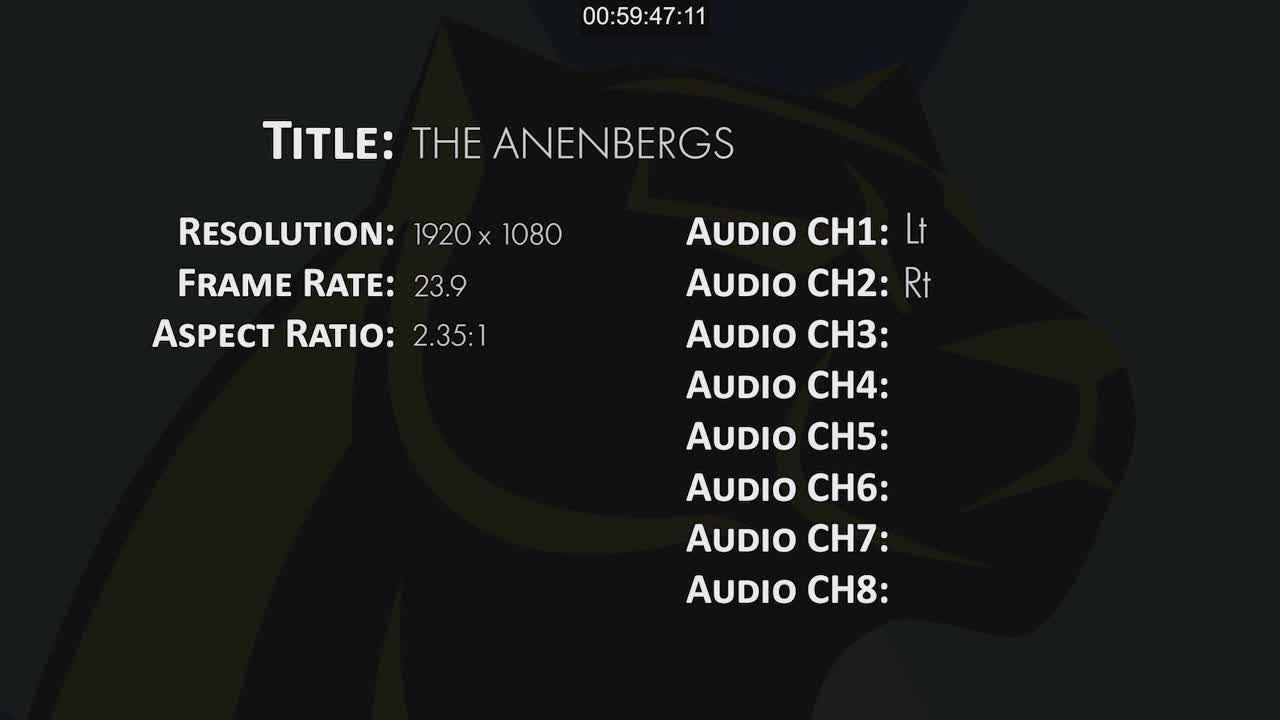 00:59:47:11
TITLE: THE ANENBERGS
RESOLUTION: 1920 x 1080
FRAME RATE: 23.9
ASPECT RATIO: 2.35:1
AUDIO CH1: Lt
AUDIO CH2: Rt
AUDIO CH3:
AUDIO CH4:
AUDIO CH5:
AUDIO CH6:
AUDIO CH7:
AUDIO CH8: